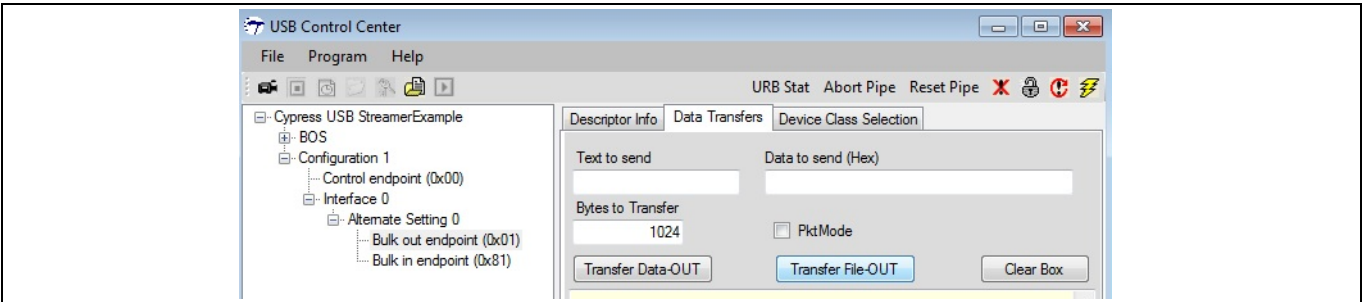 USB Control Center
File Program Help
URB Stat Abort Pipe Reset Pipe
Cypress USB StreamerExample
BOS
Configuration 1
Control endpoint (0x00)
Interface 0
Alternate Setting 0
Bulk out endpoint (0x01)
Bulk in endpoint (0x81)
Descriptor Info Data Transfers Device Class Selection
Text to send Data to send (Hex)
Bytes to Transfer
1024 PktMode
Transfer Data-OUT Transfer File-OUT Clear Box